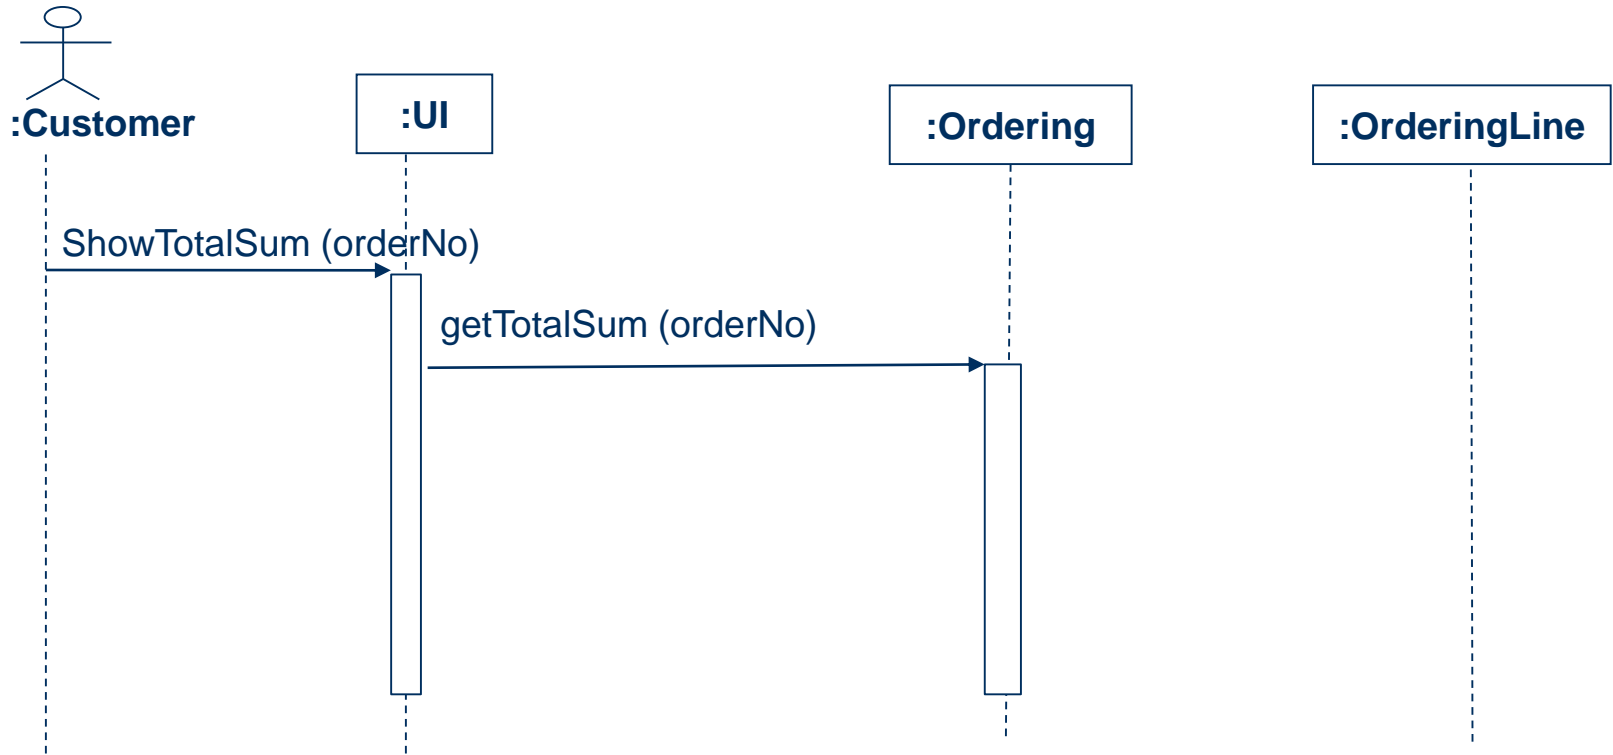 :Customer
:UI
:Ordering
:OrderingLine
ShowTotalSum (orderNo)
getTotalSum (orderNo)